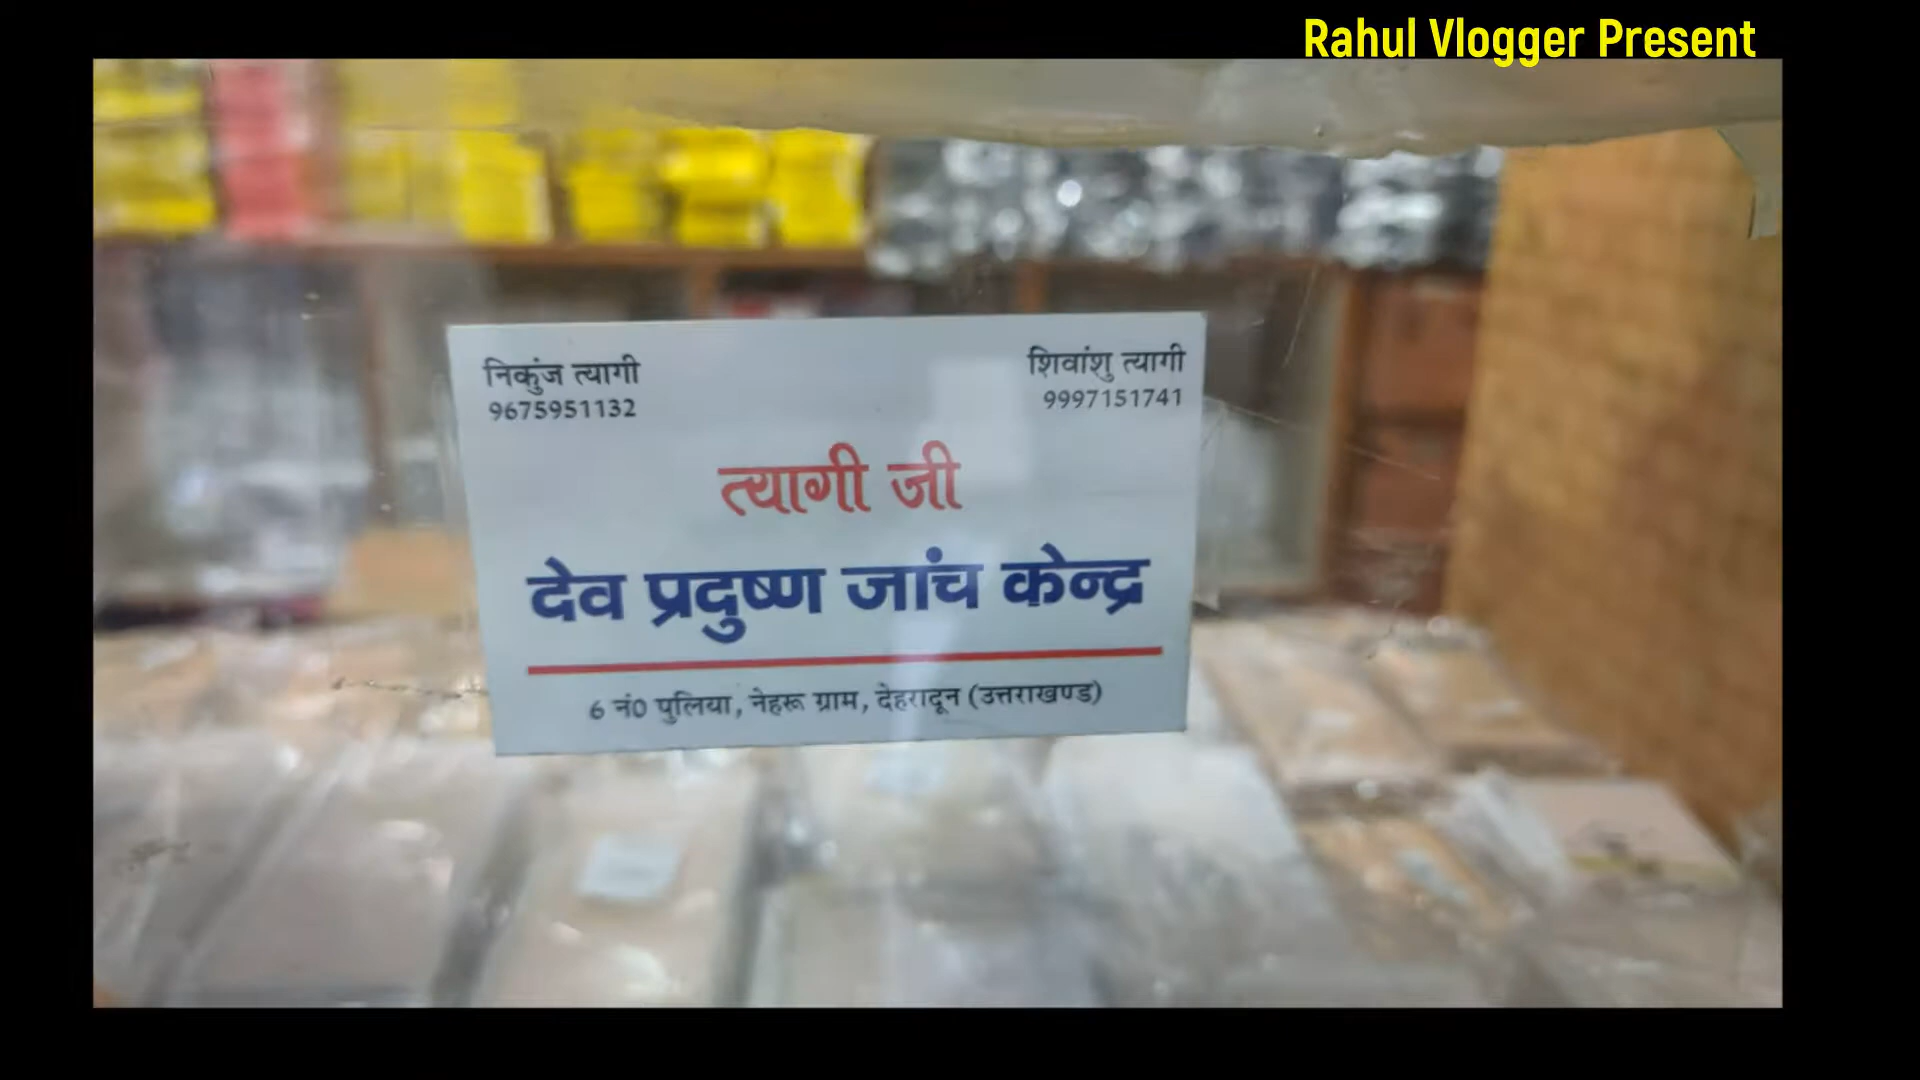 Rahul Vlogger Present
निकुंज त्यागी
9675951132
शिवांशु त्यागी
9997151741
त्यागी जी
देव प्रदुष्ण जांच केन्द्र
6 नं0 पुलिया, नेहरू ग्राम, देहरादून (उत्तराखण्ड)